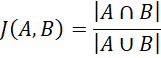 J(A, B) = |A ∩ B| / |A ∪ B|